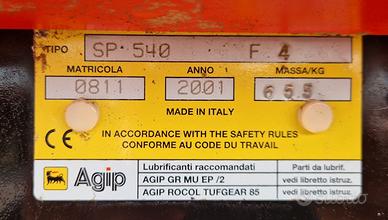 TIPO SP 540 F 4
MATRICOLA ANNO MASSA/KG
0811 2001 655
MADE IN ITALY
CE IN ACCORDANCE WITH THE SAFETY RULES
CONFORME AU CODE DU TRAVAIL
Agip
Lubrificanti raccomandati Parti da lubrif.
AGIP GR MU EP /2 vedi libretto istruz.
AGIP ROCOL TUFGEAR 85 vedi libretto istruz.